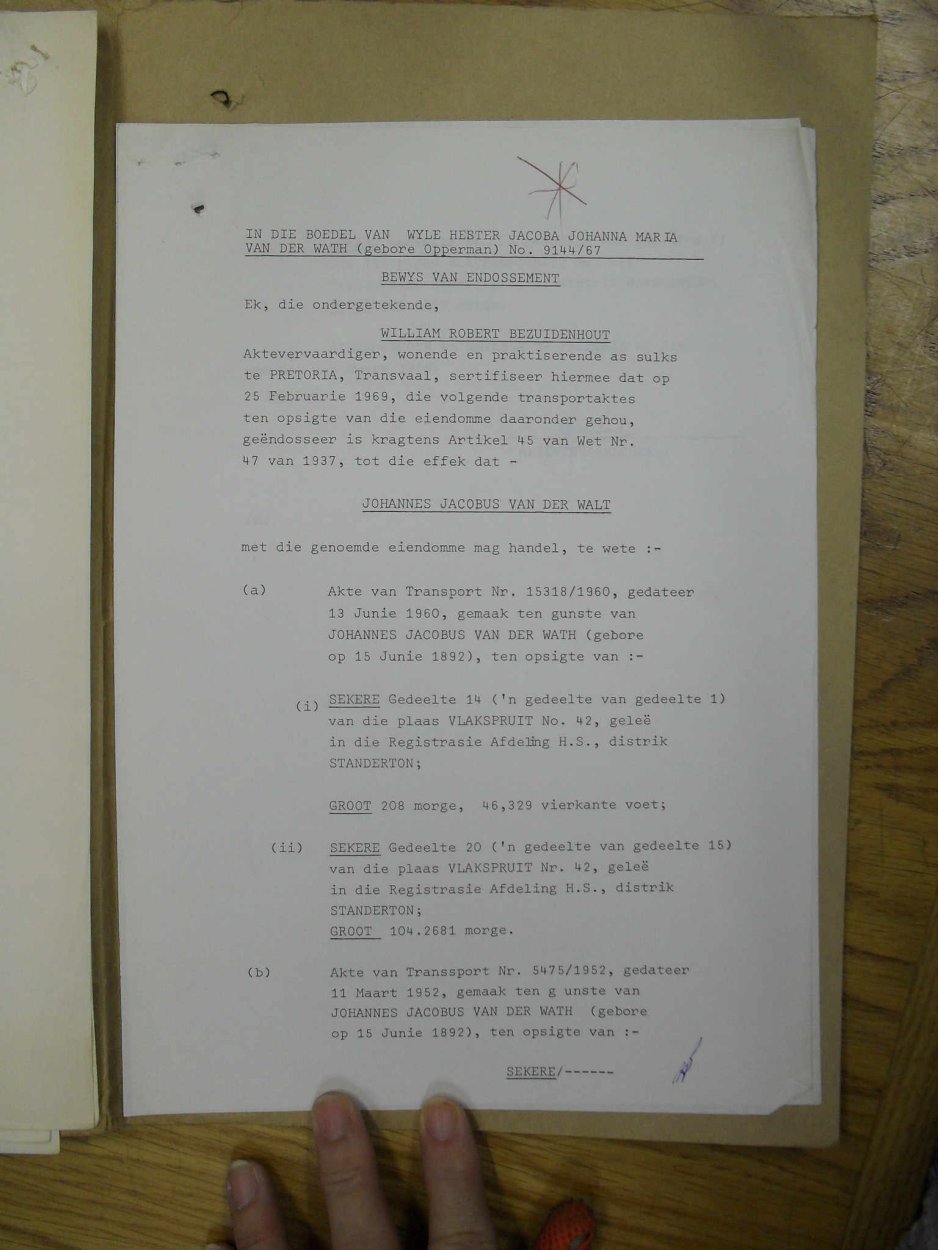 IN DIE BOEDEL VAN WYLE HESTER JACOBA JOHANNA MARIA
VAN DER WATH (gebore Opperman) No. 9144/67
BEWYS VAN ENDOSSEMENT
Ek, die ondergetekende,
WILLIAM ROBERT BEZUIDENHOUT
Aktevervaardiger, wonende en praktiserende as sulks
te PRETORIA, Transvaal, sertifiseer hiermee dat op
25 Februarie 1969, die volgende transportaktes
ten opsigte van die eiendomme daaronder gehou,
geëndosseer is kragtens Artikel 45 van Wet Nr.
47 van 1937, tot die effek dat -
JOHANNES JACOBUS VAN DER WALT
met die genoemde eiendomme mag handel, te wete :-
(a) Akte van Transport Nr. 15318/1960, gedateer
13 Junie 1960, gemaak ten gunste van
JOHANNES JACOBUS VAN DER WATH (gebore
op 15 Junie 1892), ten opsigte van :-
(i) SEKERE Gedeelte 14 ('n gedeelte van gedeelte 1)
van die plaas VLAKSPRUIT No. 42, geleë
in die Registrasie Afdeling H.S., distrik
STANDERTON;
GROOT 208 morge, 46,329 vierkante voet;
(ii) SEKERE Gedeelte 20 ('n gedeelte van gedeelte 15)
van die plaas VLAKSPRUIT Nr. 42, geleë
in die Registrasie Afdeling H.S., distrik
STANDERTON;
GROOT 104.2681 morge.
(b) Akte van Transsport Nr. 5475/1952, gedateer
11 Maart 1952, gemaak ten g unste van
JOHANNES JACOBUS VAN DER WATH (gebore
op 15 Junie 1892), ten opsigte van :-
SEKERE/------